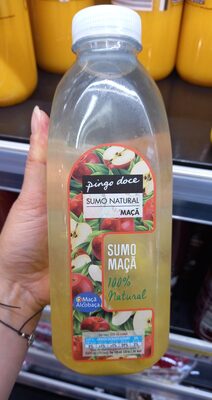 pingo doce
SUMO NATURAL
MAÇÃ
SUMO
MAÇÃ
100%
Natural
Maçã
Alcobaça